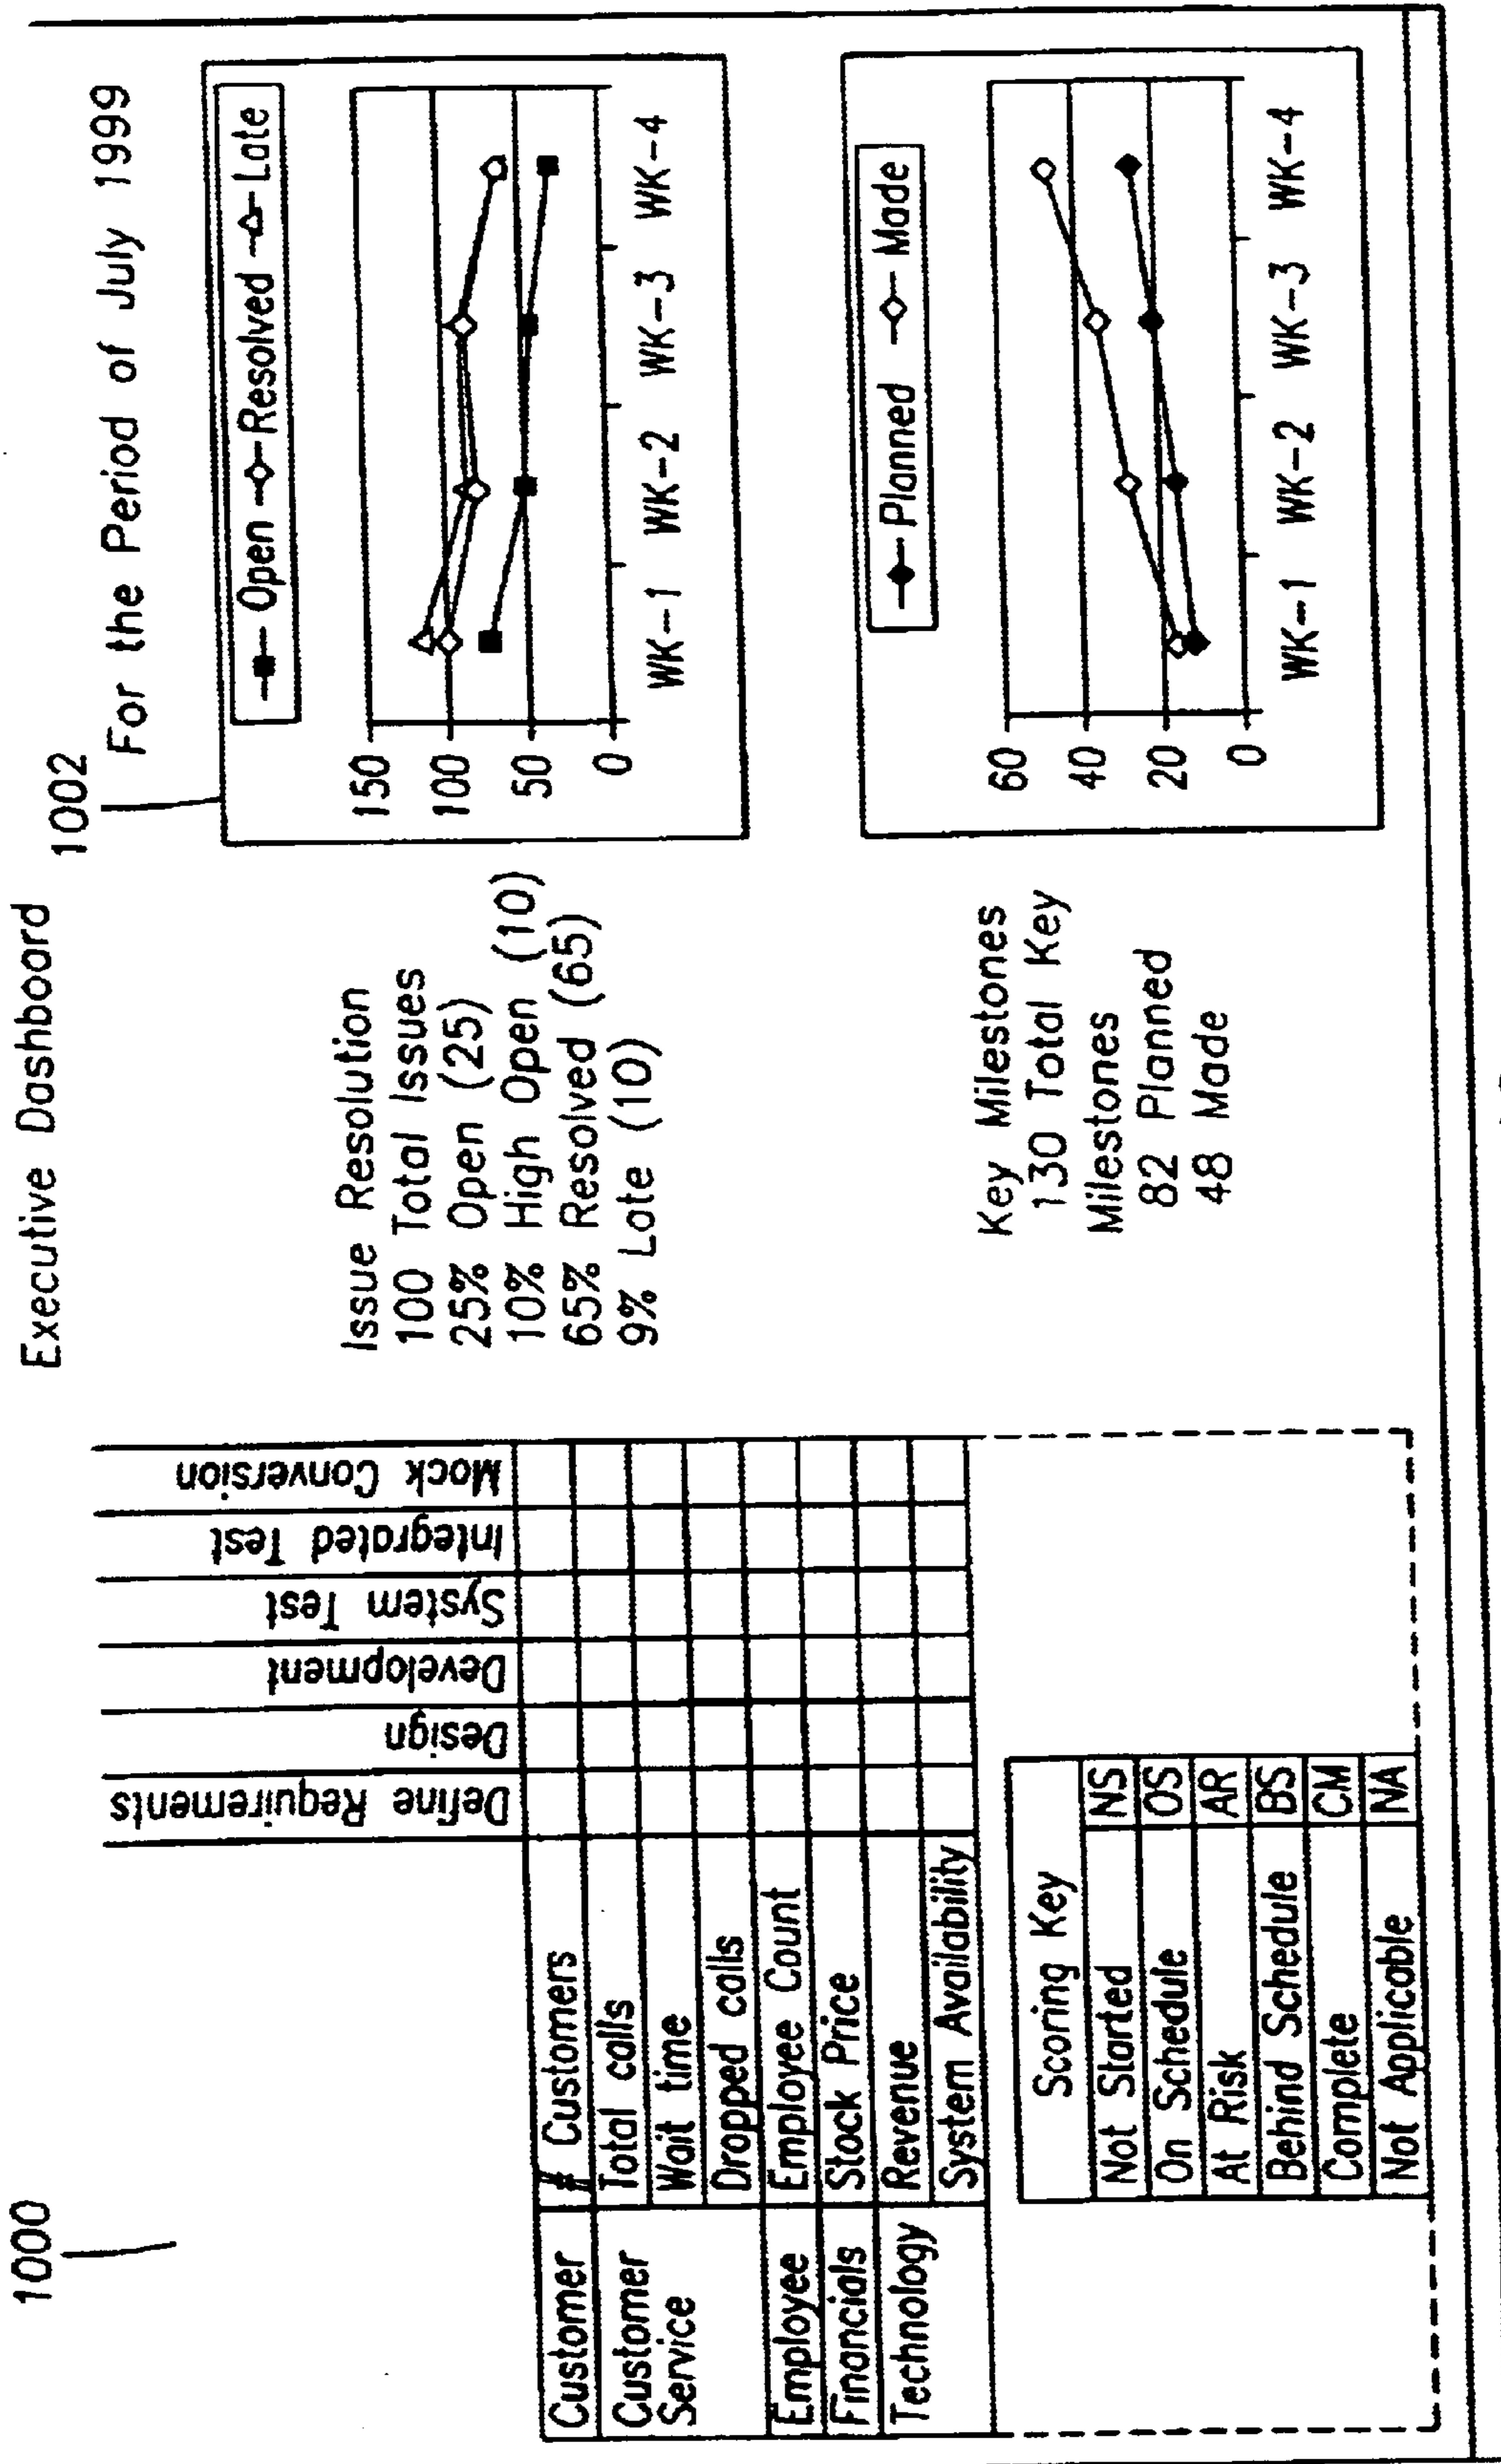 1000
Executive Dashboard
1002
For the Period of July 1999
Define Requirements
Design
Development
System Test
Integrated Test
Mock Conversion
Customer # Customers
Customer Service Total calls
Wait time
Dropped calls
Employee Employee Count
Financials Stock Price
Technology Revenue
System Availability
Scoring Key
Not Started NS
On Schedule OS
At Risk AR
Behind Schedule BS
Complete CM
Not Applicable NA
Issue Resolution
100 Total Issues
25% Open (25)
10% High Open (10)
65% Resolved (65)
9% Late (10)
Open Resolved Late
150
100
50
0
WK-1 WK-2 WK-3 WK-4
Key Milestones
130 Total Key
Milestones
82 Planned
48 Made
Planned Made
60
40
20
0
WK-1 WK-2 WK-3 WK-4